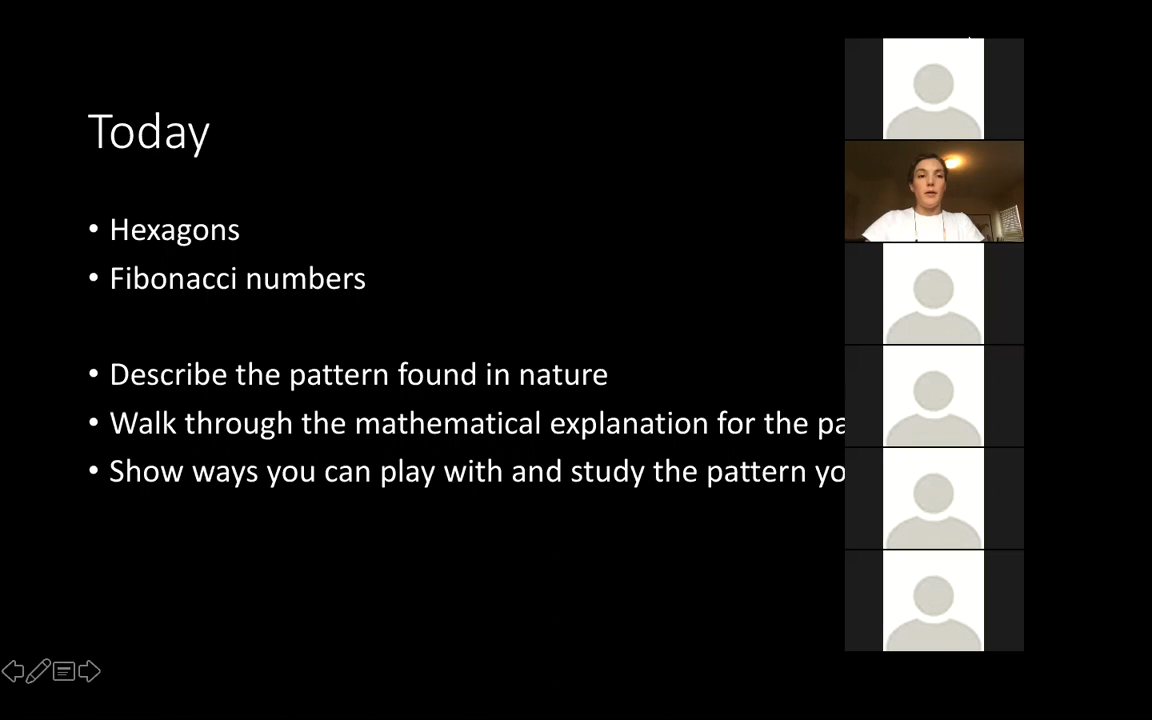 Today
• Hexagons
• Fibonacci numbers
• Describe the pattern found in nature
• Walk through the mathematical explanation for the pa
• Show ways you can play with and study the pattern yo